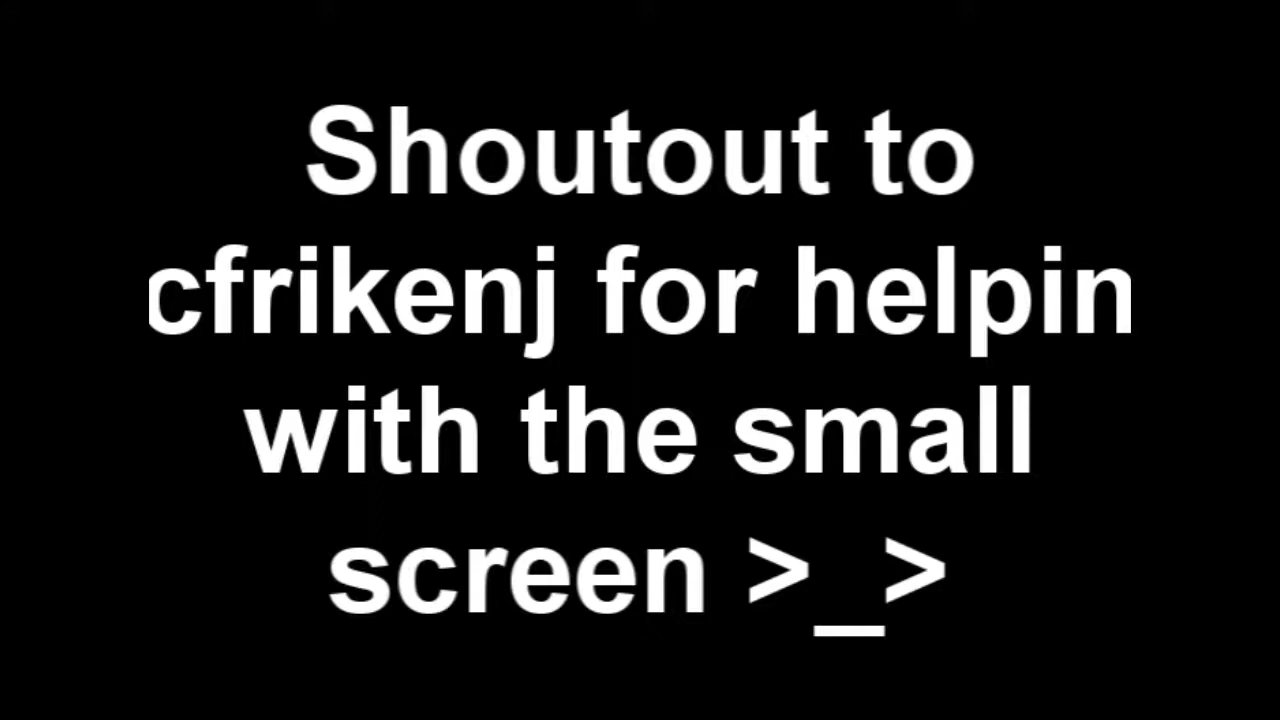 Shoutout to
cfrikenj for helpin
with the small
screen >_>